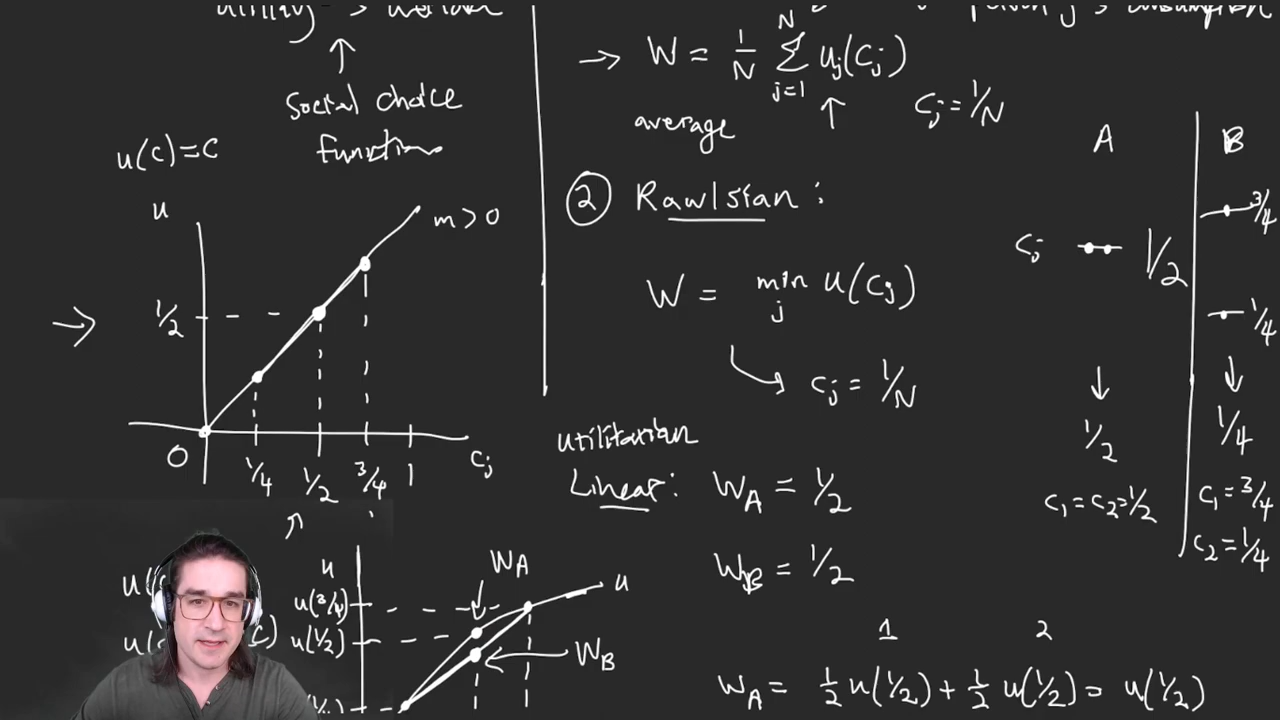 utility → welfare
↑
social choice
function
u(c)=c
u
m > 0
→ 1/2
0
1/4 1/2 3/4 1 cj
↑
u
WA
u
u(3/4)
u(1/2)
WB
→ W = 1/N N Σ j=1 uj(cj)
average ↑ cj = 1/N
② Rawlsian:
W = min j u(cj)
↳ cj = 1/N
utilitarian
Linear: WA = 1/2
WB = 1/2
1 2
WA = 1/2 u(1/2) + 1/2 u(1/2) = u(1/2)
A B
3/4
cj 1/2
1/4
↓ ↓
1/2 1/4
c1 = c2 = 1/2 c1 = 3/4
c2 = 1/4